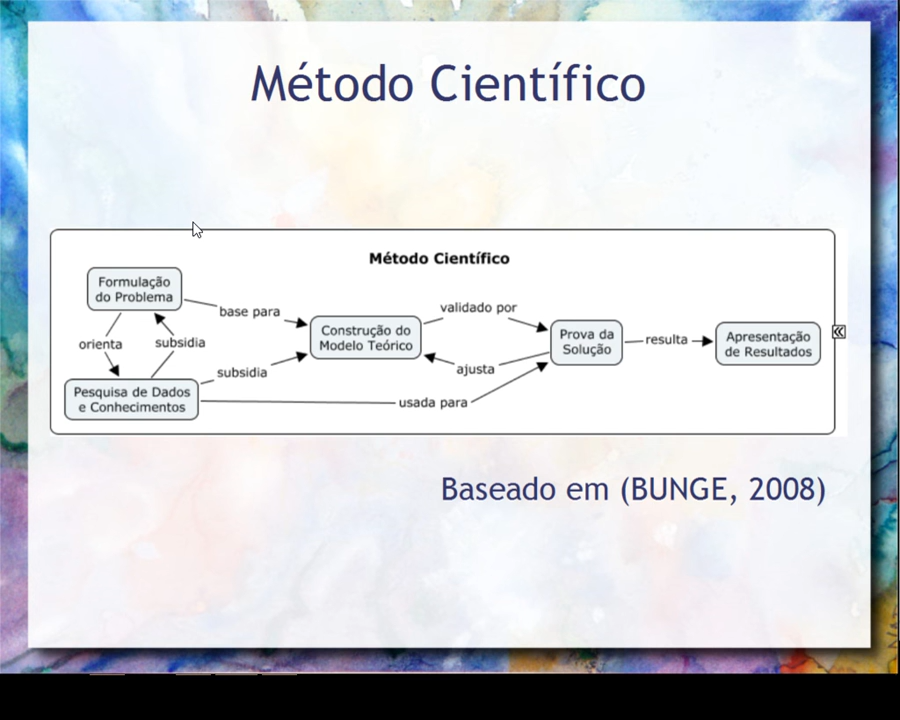 Método Científico
Método Científico
Formulação
do Problema
base para
orienta
subsidia
Construção do
Modelo Teórico
validado por
Prova da
Solução
resulta
Apresentação
de Resultados
subsidia
ajusta
Pesquisa de Dados
e Conhecimentos
usada para
Baseado em (BUNGE, 2008)